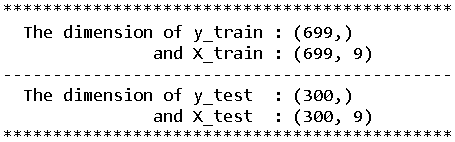 *********************************************
  The dimension of y_train : (699,)
               and X_train : (699, 9)
---------------------------------------------
  The dimension of y_test  : (300,)
               and X_test  : (300, 9)
*********************************************